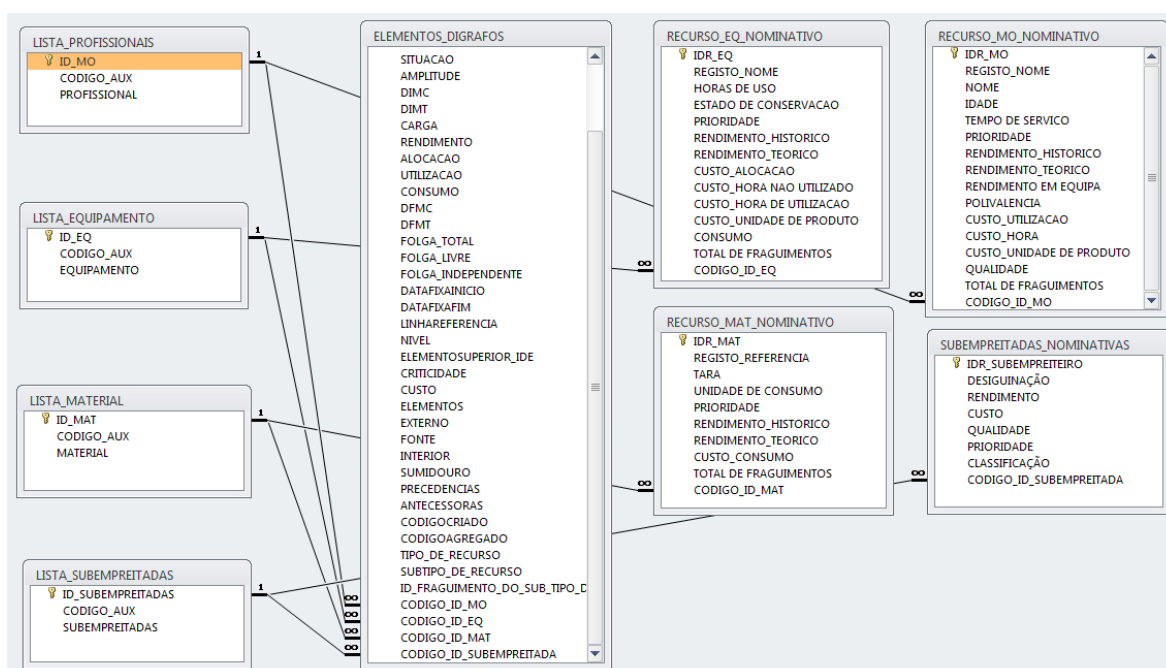 LISTA_PROFISSIONAIS
ID_MO
CODIGO_AUX
PROFISSIONAL
1
LISTA_EQUIPAMENTO
ID_EQ
CODIGO_AUX
EQUIPAMENTO
1
LISTA_MATERIAL
ID_MAT
CODIGO_AUX
MATERIAL
1
LISTA_SUBEMPREITADAS
ID_SUBEMPREITADAS
CODIGO_AUX
SUBEMPREITADAS
1
ELEMENTOS_DIGRAFOS
SITUACAO
AMPLITUDE
DIMC
DIMT
CARGA
RENDIMENTO
ALOCACAO
UTILIZACAO
CONSUMO
DFMC
DFMT
FOLGA_TOTAL
FOLGA_LIVRE
FOLGA_INDEPENDENTE
DATAFIXAINICIO
DATAFIXAFIM
LINHAREFERENCIA
NIVEL
ELEMENTOSUPERIOR_IDE
CRITICIDADE
CUSTO
ELEMENTOS
EXTERNO
FONTE
INTERIOR
SUMIDOURO
PRECEDENCIAS
ANTECESSORAS
CODIGOCRIADO
CODIGOAGREGADO
TIPO_DE_RECURSO
SUBTIPO_DE_RECURSO
ID_FRAGUIMENTO_DO_SUB_TIPO_D
∞ CODIGO_ID_MO
∞ CODIGO_ID_EQ
∞ CODIGO_ID_MAT
∞ CODIGO_ID_SUBEMPREITADA
RECURSO_EQ_NOMINATIVO
IDR_EQ
REGISTO_NOME
HORAS DE USO
ESTADO DE CONSERVACAO
PRIORIDADE
RENDIMENTO_HISTORICO
RENDIMENTO_TEORICO
CUSTO_ALOCACAO
CUSTO_HORA NAO UTILIZADO
CUSTO_HORA DE UTILIZACAO
CUSTO_UNIDADE DE PRODUTO
CONSUMO
TOTAL DE FRAGUIMENTOS
∞ CODIGO_ID_EQ
RECURSO_MAT_NOMINATIVO
IDR_MAT
REGISTO_REFERENCIA
TARA
UNIDADE DE CONSUMO
PRIORIDADE
RENDIMENTO_HISTORICO
RENDIMENTO_TEORICO
CUSTO_CONSUMO
TOTAL DE FRAGUIMENTOS
∞ CODIGO_ID_MAT
RECURSO_MO_NOMINATIVO
IDR_MO
REGISTO_NOME
NOME
IDADE
TEMPO DE SERVICO
PRIORIDADE
RENDIMENTO_HISTORICO
RENDIMENTO_TEORICO
RENDIMENTO EM EQUIPA
POLIVALENCIA
CUSTO_UTILIZACAO
CUSTO_HORA
CUSTO_UNIDADE DE PRODUTO
QUALIDADE
TOTAL DE FRAGUIMENTOS
∞ CODIGO_ID_MO
SUBEMPREITADAS_NOMINATIVAS
IDR_SUBEMPREITEIRO
DESIGUINAÇÃO
RENDIMENTO
CUSTO
QUALIDADE
PRIORIDADE
CLASSIFICAÇÃO
∞ CODIGO_ID_SUBEMPREITADA